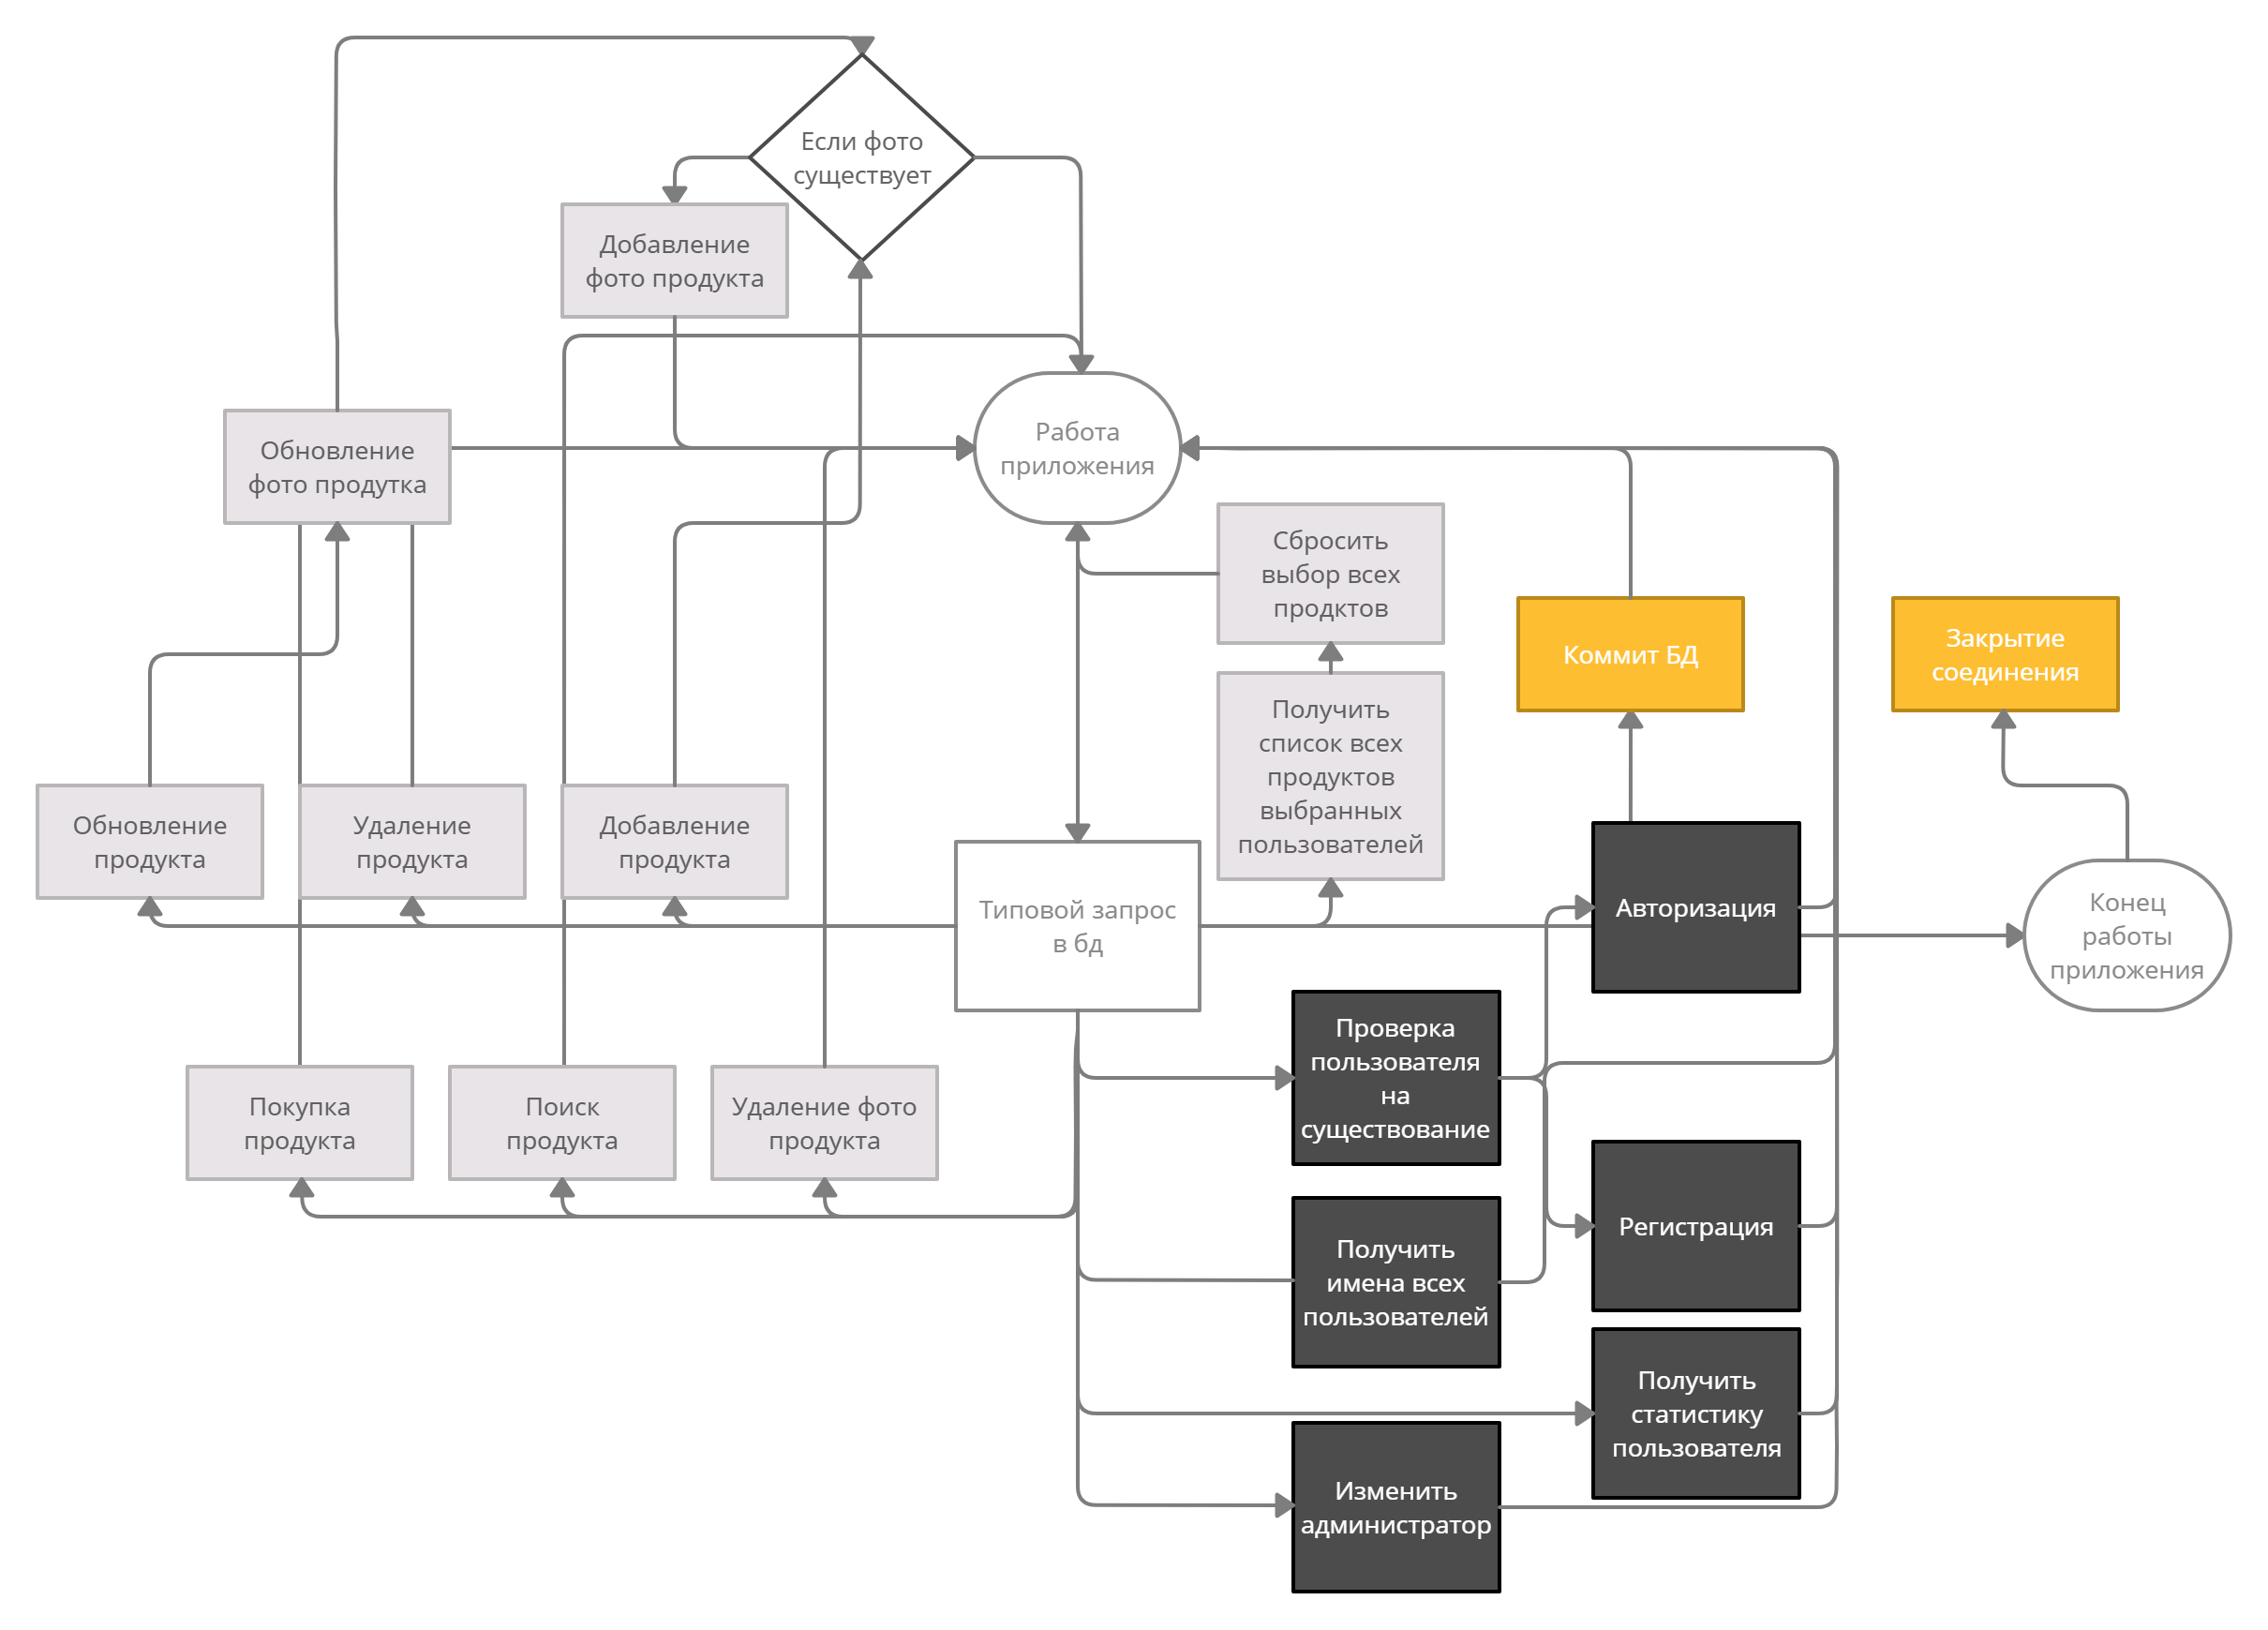 Если фото
существует
Добавление
фото продукта
Работа
приложения
Обновление
фото продутка
Сбросить
выбор всех
продктов
Коммит БД
Закрытие
соединения
Получить
список всех
продуктов
выбранных
пользователей
Обновление
продукта
Удаление
продукта
Добавление
продукта
Типовой запрос
в бд
Авторизация
Конец
работы
приложения
Проверка
пользователя
на
существование
Покупка
продукта
Поиск
продукта
Удаление фото
продукта
Регистрация
Получить
имена всех
пользователей
Получить
статистику
пользователя
Изменить
администратор